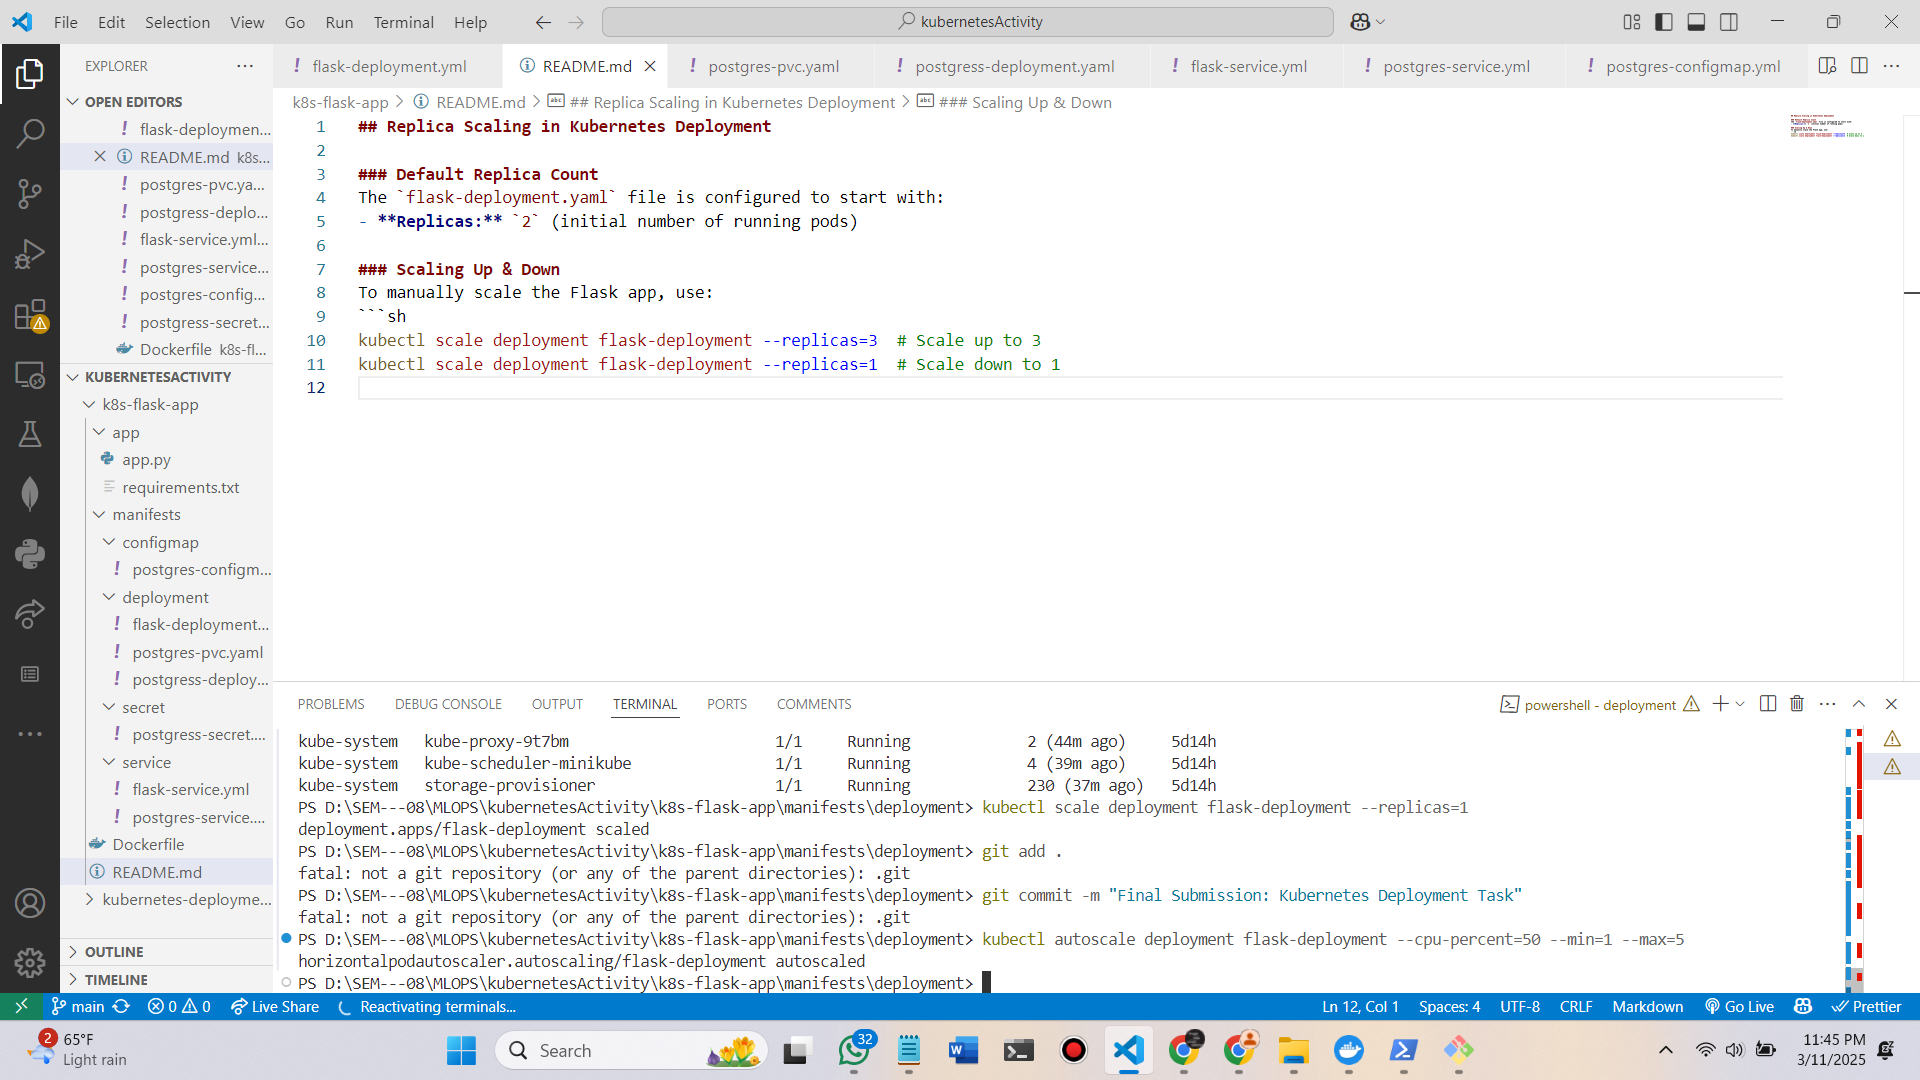 File Edit Selection View Go Run Terminal Help
kubernetesActivity
EXPLORER
flask-deployment.yml
README.md
postgres-pvc.yaml
postgress-deployment.yaml
flask-service.yml
postgres-service.yml
postgres-configmap.yml
OPEN EDITORS
flask-deploymen...
README.md k8s...
postgres-pvc.ya...
postgress-deplo...
flask-service.yml...
postgres-service...
postgres-config...
postgress-secret...
Dockerfile k8s-fl...
KUBERNETESACTIVITY
k8s-flask-app
app
app.py
requirements.txt
manifests
configmap
postgres-configm...
deployment
flask-deployment...
postgres-pvc.yaml
postgress-deploy...
secret
postgress-secret....
service
flask-service.yml
postgres-service....
Dockerfile
README.md
kubernetes-deployme...
OUTLINE
TIMELINE
k8s-flask-app > README.md > ## Replica Scaling in Kubernetes Deployment > ### Scaling Up & Down
1 ## Replica Scaling in Kubernetes Deployment
2
3 ### Default Replica Count
4 The `flask-deployment.yaml` file is configured to start with:
5 - **Replicas:** `2` (initial number of running pods)
6
7 ### Scaling Up & Down
8 To manually scale the Flask app, use:
9 ```sh
10 kubectl scale deployment flask-deployment --replicas=3  # Scale up to 3
11 kubectl scale deployment flask-deployment --replicas=1  # Scale down to 1
12
PROBLEMS DEBUG CONSOLE OUTPUT TERMINAL PORTS COMMENTS
powershell - deployment
kube-system kube-proxy-9t7bm 1/1 Running 2 (44m ago) 5d14h
kube-system kube-scheduler-minikube 1/1 Running 4 (39m ago) 5d14h
kube-system storage-provisioner 1/1 Running 230 (37m ago) 5d14h
PS D:\SEM---08\MLOPS\kubernetesActivity\k8s-flask-app\manifests\deployment> kubectl scale deployment flask-deployment --replicas=1
deployment.apps/flask-deployment scaled
PS D:\SEM---08\MLOPS\kubernetesActivity\k8s-flask-app\manifests\deployment> git add .
fatal: not a git repository (or any of the parent directories): .git
PS D:\SEM---08\MLOPS\kubernetesActivity\k8s-flask-app\manifests\deployment> git commit -m "Final Submission: Kubernetes Deployment Task"
fatal: not a git repository (or any of the parent directories): .git
PS D:\SEM---08\MLOPS\kubernetesActivity\k8s-flask-app\manifests\deployment> kubectl autoscale deployment flask-deployment --cpu-percent=50 --min=1 --max=5
horizontalpodautoscaler.autoscaling/flask-deployment autoscaled
PS D:\SEM---08\MLOPS\kubernetesActivity\k8s-flask-app\manifests\deployment>
main 0 0 Live Share Reactivating terminals... Ln 12, Col 1 Spaces: 4 UTF-8 CRLF Markdown Go Live Prettier
2
65°F
Light rain
Search
32
11:45 PM
3/11/2025